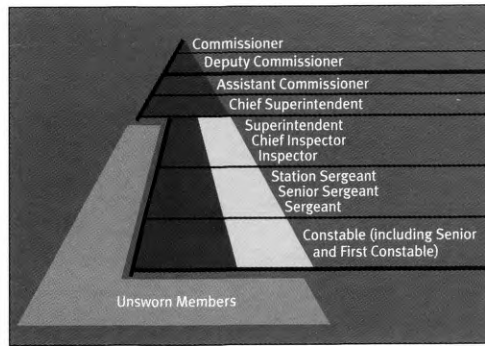 Commissioner
Deputy Commissioner
Assistant Commissioner
Chief Superintendent
Superintendent
Chief Inspector
Inspector
Station Sergeant
Senior Sergeant
Sergeant
Constable (including Senior
and First Constable)
Unsworn Members